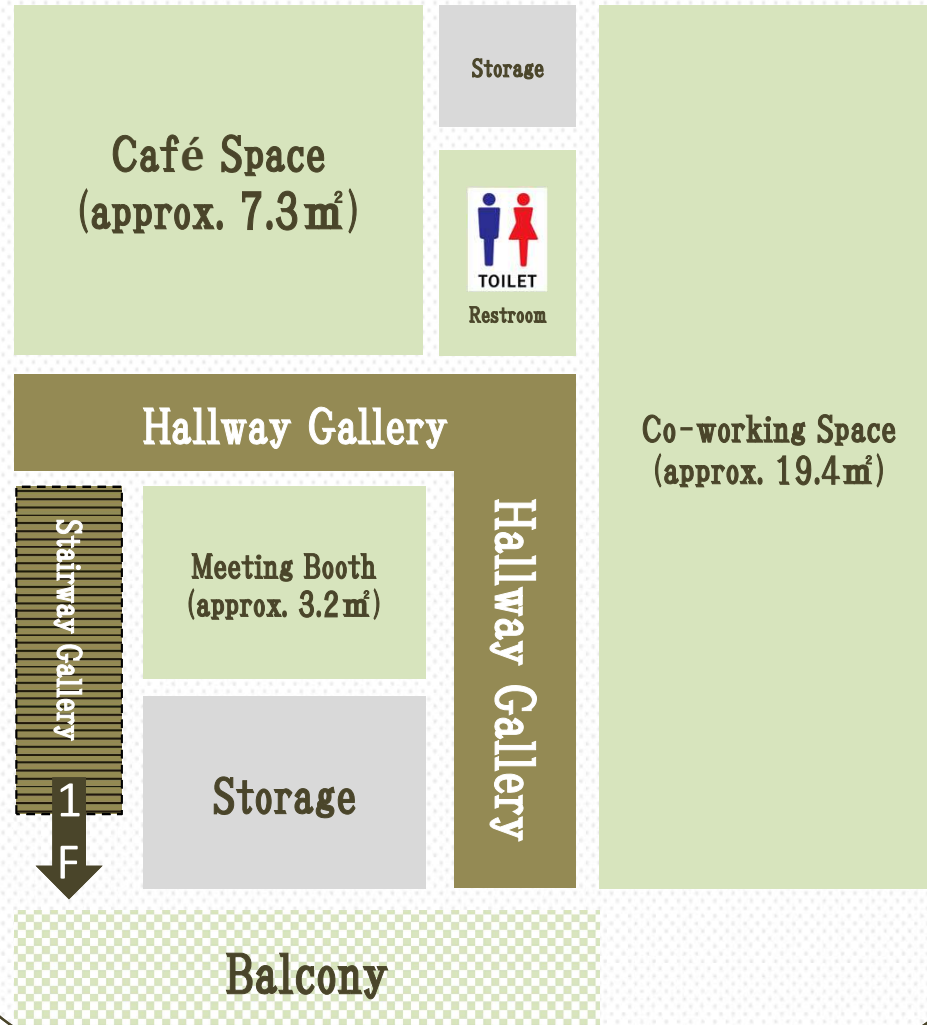 Café Space
(approx. 7.3㎡)
Storage
TOILET
Restroom
Co-working Space
(approx. 19.4㎡)
Hallway Gallery
Stairway Gallery
Meeting Booth
(approx. 3.2㎡)
Hallway Gallery
Storage
1
F
Balcony